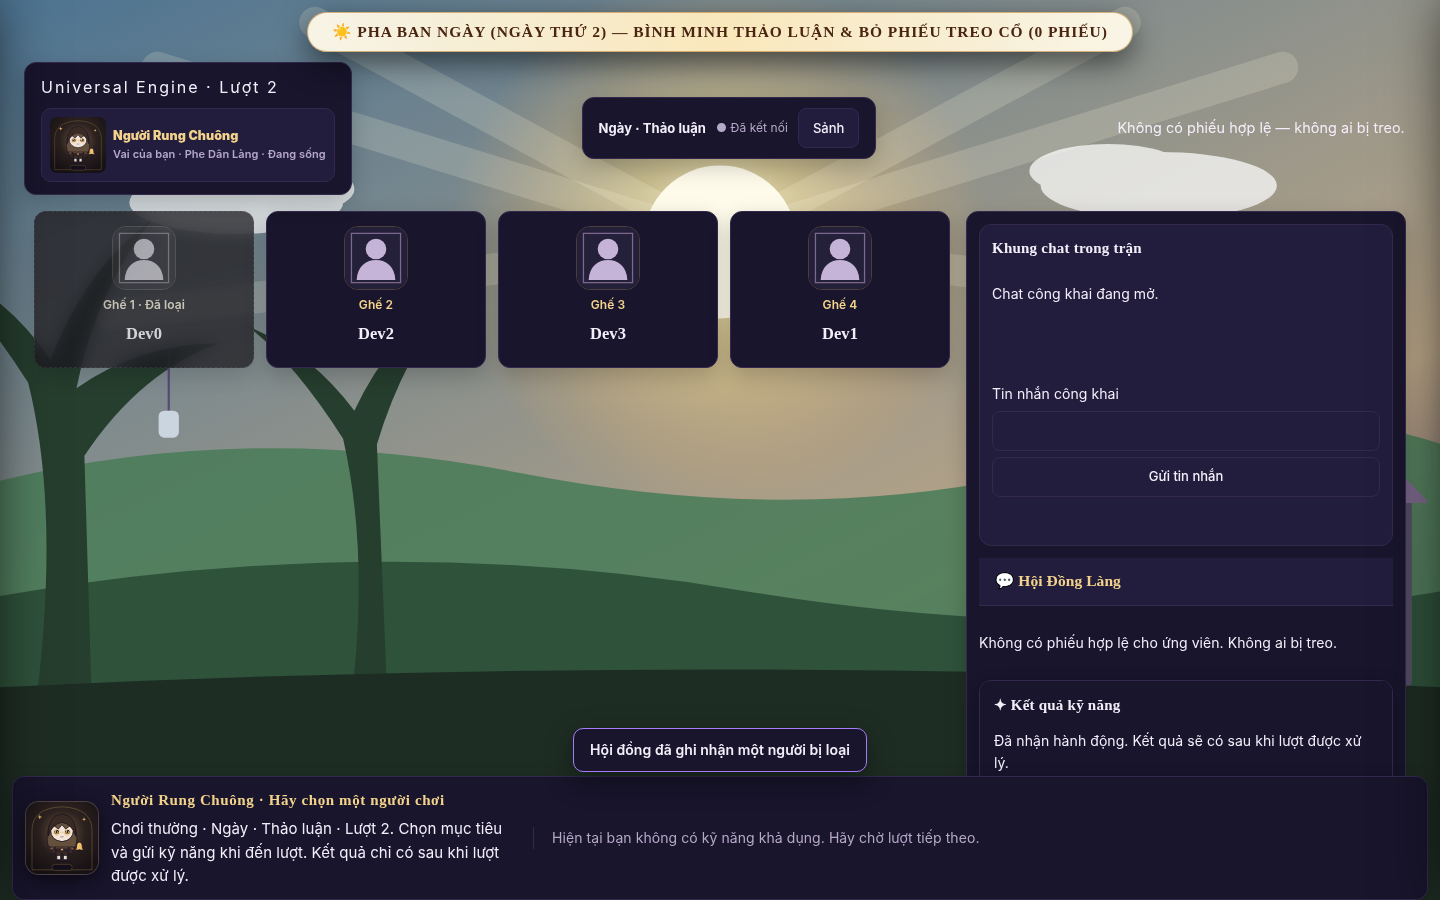 ☀️ PHA BAN NGÀY (NGÀY THỨ 2) — BÌNH MINH THẢO LUẬN & BỎ PHIẾU TREO CỔ (0 PHIẾU)
Universal Engine · Lượt 2
Người Rung Chuông
Vai của bạn · Phe Dân Làng · Đang sống
Ngày · Thảo luận
Đã kết nối
Sảnh
Không có phiếu hợp lệ — không ai bị treo.
Ghế 1 · Đã loại
Dev0
Ghế 2
Dev2
Ghế 3
Dev3
Ghế 4
Dev1
Khung chat trong trận
Chat công khai đang mở.
Tin nhắn công khai
Gửi tin nhắn
💬 Hội Đồng Làng
Không có phiếu hợp lệ cho ứng viên. Không ai bị treo.
✦ Kết quả kỹ năng
Đã nhận hành động. Kết quả sẽ có sau khi lượt được xử
lý.
Hội đồng đã ghi nhận một người bị loại
Người Rung Chuông · Hãy chọn một người chơi
Chơi thường · Ngày · Thảo luận · Lượt 2. Chọn mục tiêu
và gửi kỹ năng khi đến lượt. Kết quả chỉ có sau khi lượt
được xử lý.
Hiện tại bạn không có kỹ năng khả dụng. Hãy chờ lượt tiếp theo.